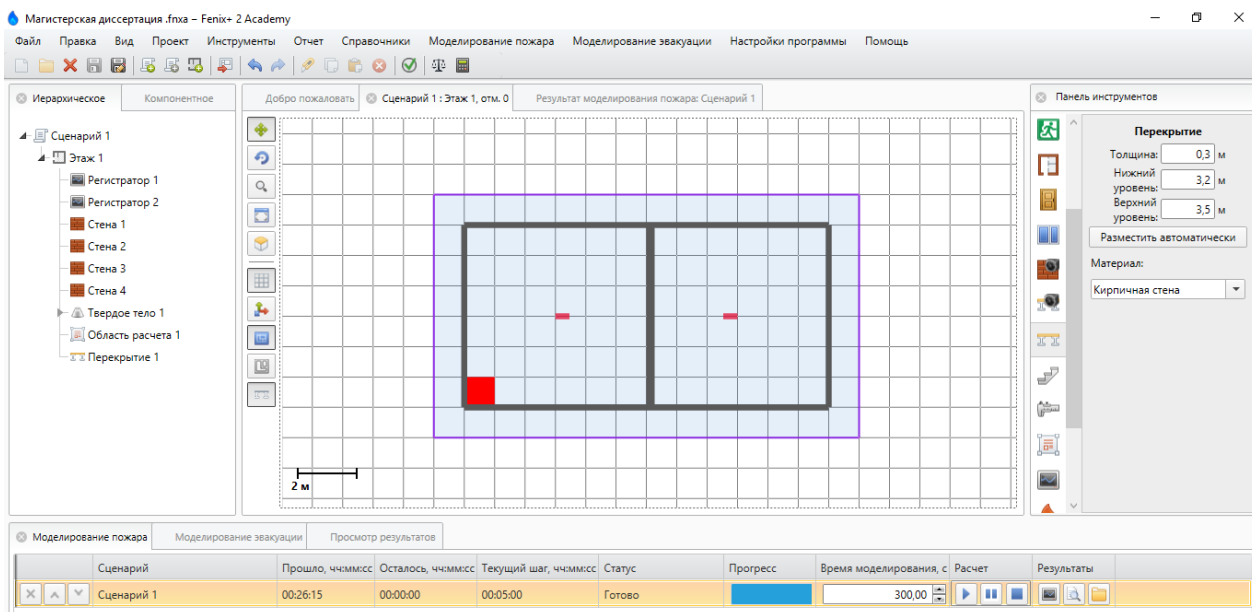 Магистерская диссертация .fnxa – Fenix+ 2 Academy
Файл Правка Вид Проект Инструменты Отчет Справочники Моделирование пожара Моделирование эвакуации Настройки программы Помощь
Иерархическое Компонентное
Добро пожаловать Сценарий 1 : Этаж 1, отм. 0 Результат моделирования пожара: Сценарий 1
Панель инструментов
Сценарий 1
Этаж 1
Регистратор 1
Регистратор 2
Стена 1
Стена 2
Стена 3
Стена 4
Твердое тело 1
Область расчета 1
Перекрытие 1
2 м
Перекрытие
Толщина: 0,3 м
Нижний
уровень: 3,2 м
Верхний
уровень: 3,5 м
Разместить автоматически
Материал:
Кирпичная стена
Моделирование пожара Моделирование эвакуации Просмотр результатов
Сценарий Прошло, чч:мм:сс Осталось, чч:мм:сс Текущий шаг, чч:мм:сс Статус Прогресс Время моделирования, с Расчет Результаты
Сценарий 1 00:26:15 00:00:00 00:05:00 Готово 300,00